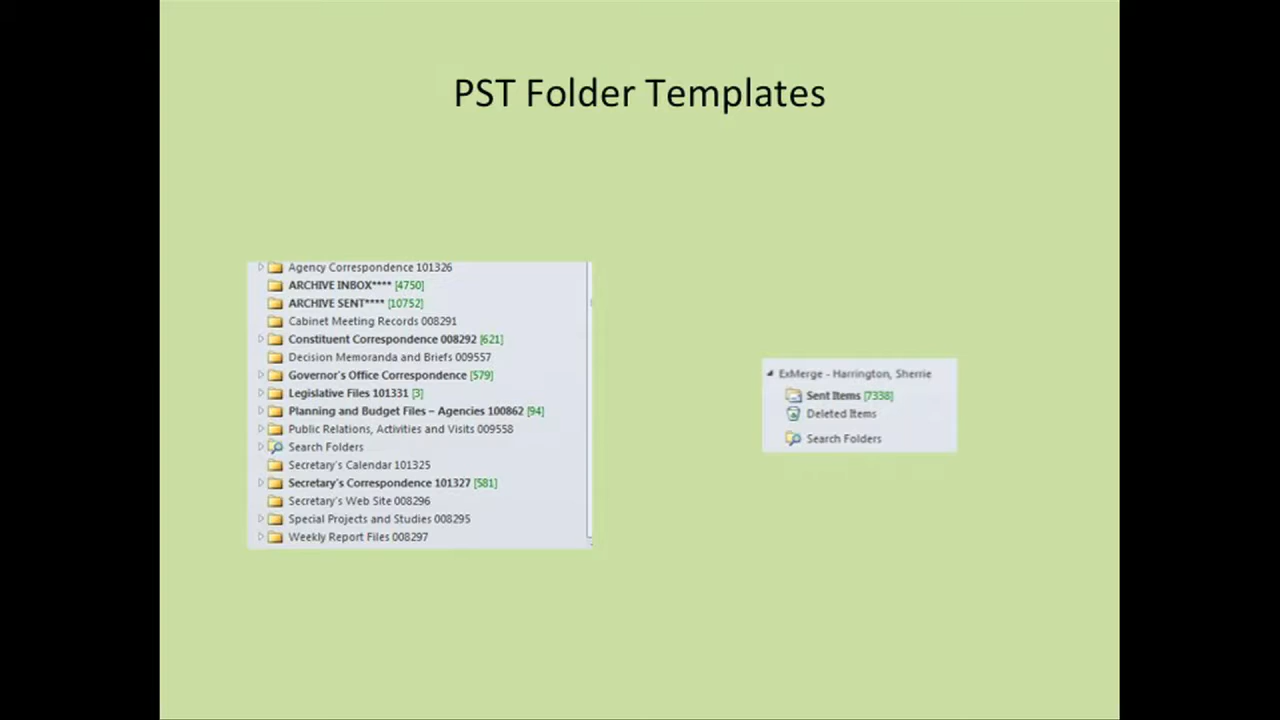 PST Folder Templates
Agency Correspondence 101326
ARCHIVE INBOX**** [4750]
ARCHIVE SENT**** [10752]
Cabinet Meeting Records 008291
Constituent Correspondence 008292 [621]
Decision Memoranda and Briefs 009557
Governor's Office Correspondence [579]
Legislative Files 101331 [3]
Planning and Budget Files – Agencies 100862 [94]
Public Relations, Activities and Visits 009558
Search Folders
Secretary's Calendar 101325
Secretary's Correspondence 101327 [581]
Secretary's Web Site 008296
Special Projects and Studies 008295
Weekly Report Files 008297
ExMerge - Harrington, Sherrie
Sent Items [7338]
Deleted Items
Search Folders